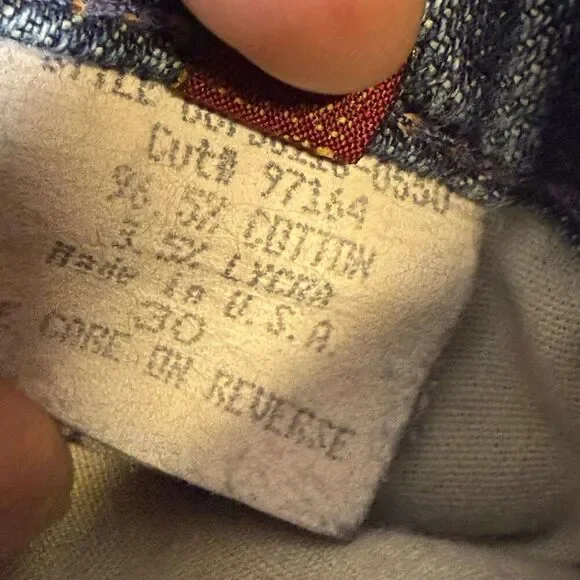 Cut# 97164
96.5% COTTON
3.5% LYCRA
Made in U.S.A.
30
CARE ON REVERSE